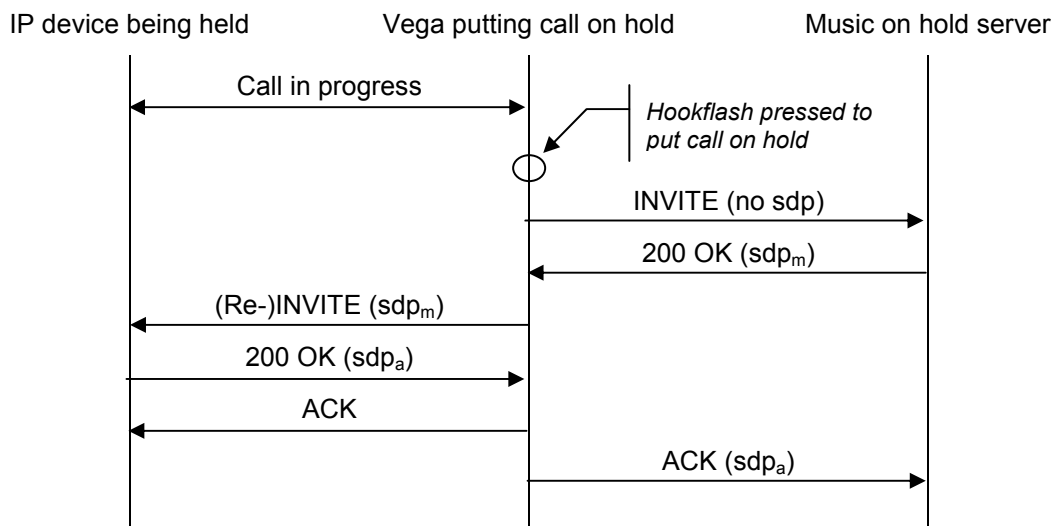 IP device being held
Vega putting call on hold
Music on hold server
Call in progress
Hookflash pressed to
put call on hold
INVITE (no sdp)
200 OK (sdpₘ)
(Re-)INVITE (sdpₘ)
200 OK (sdpₐ)
ACK
ACK (sdpₐ)